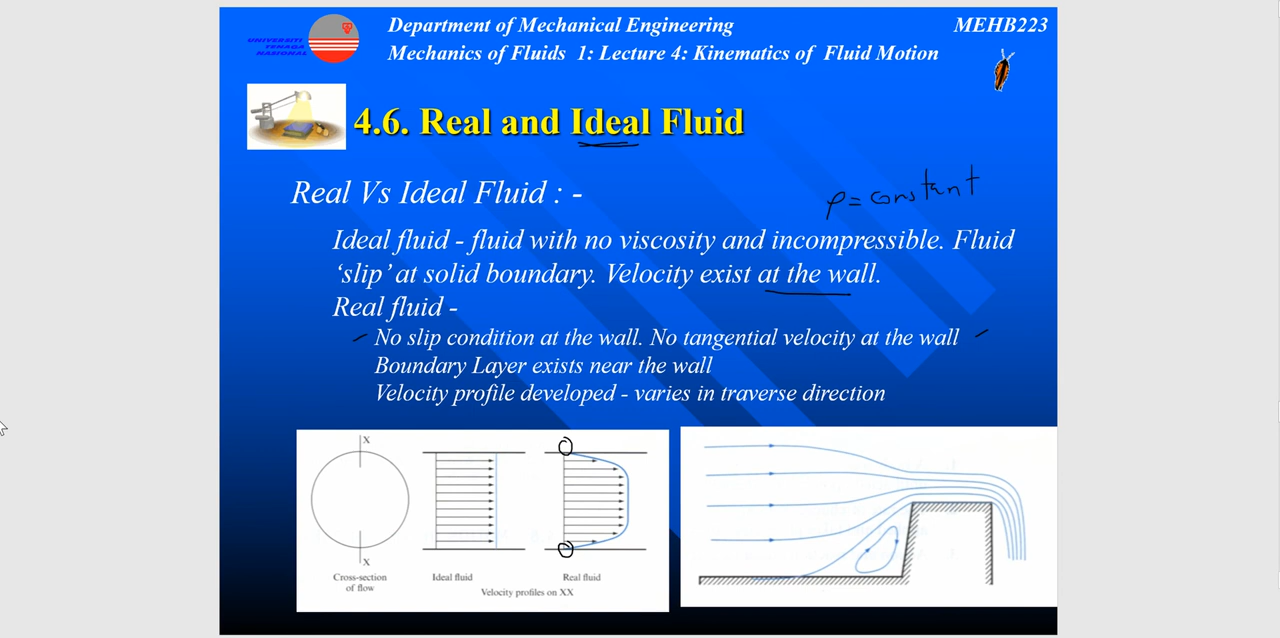 Department of Mechanical Engineering MEHB223
UNIVERSITI
TENAGA
NASIONAL
Mechanics of Fluids 1: Lecture 4: Kinematics of Fluid Motion
4.6. Real and Ideal Fluid
Real Vs Ideal Fluid : -
ρ = constant
Ideal fluid - fluid with no viscosity and incompressible. Fluid
‘slip’ at solid boundary. Velocity exist at the wall.
Real fluid -
No slip condition at the wall. No tangential velocity at the wall
Boundary Layer exists near the wall
Velocity profile developed - varies in traverse direction
X
X
Cross-section
of flow
Ideal fluid
Real fluid
Velocity profiles on XX